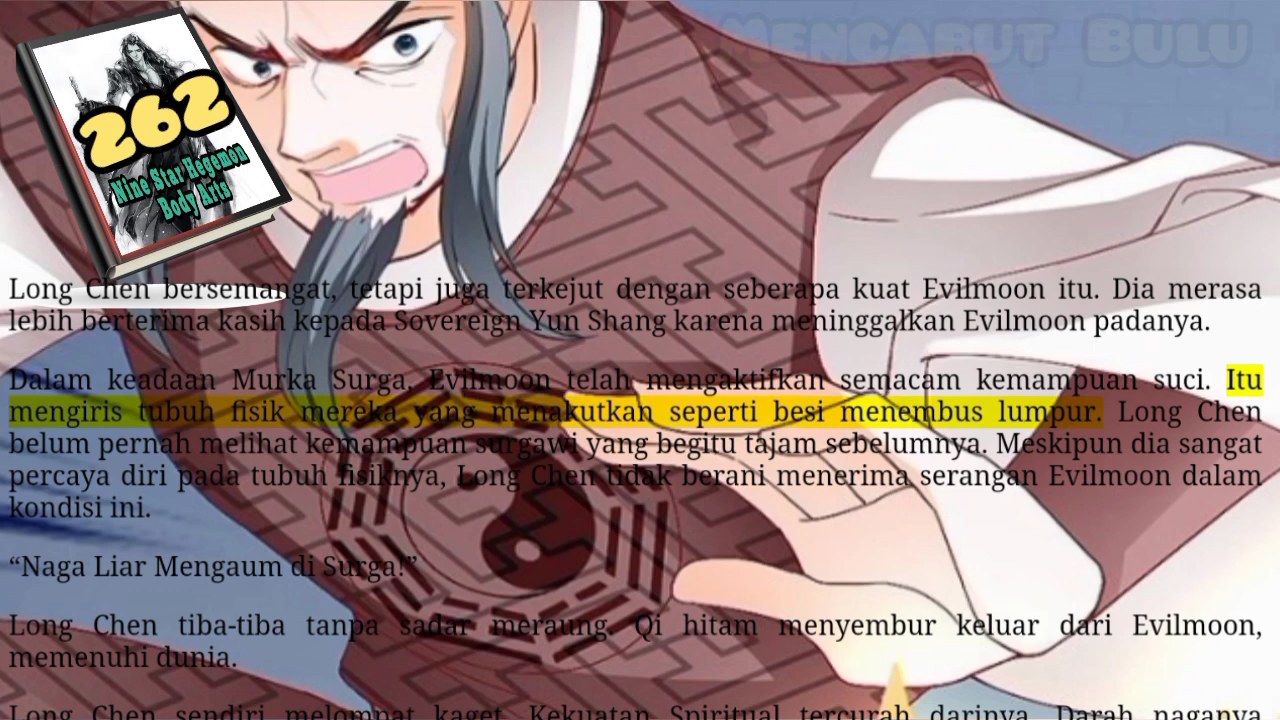 Mencabut Bulu
262
Nine Star Hegemon
Body Arts
Long Chen bersemangat, tetapi juga terkejut dengan seberapa kuat Evilmoon itu. Dia merasa
lebih berterima kasih kepada Sovereign Yun Shang karena meninggalkan Evilmoon padanya.
Dalam keadaan Murka Surga, Evilmoon telah mengaktifkan semacam kemampuan suci. Itu
mengiris tubuh fisik mereka yang menakutkan seperti besi menembus lumpur. Long Chen
belum pernah melihat kemampuan surgawi yang begitu tajam sebelumnya. Meskipun dia sangat
percaya diri pada tubuh fisiknya, Long Chen tidak berani menerima serangan Evilmoon dalam
kondisi ini.
“Naga Liar Mengaum di Surga!”
Long Chen tiba-tiba tanpa sadar meraung. Qi hitam menyembur keluar dari Evilmoon,
memenuhi dunia.
Long Chen sendiri melompat kaget. Kekuatan Spiritual tercurah darinya. Darah naganya